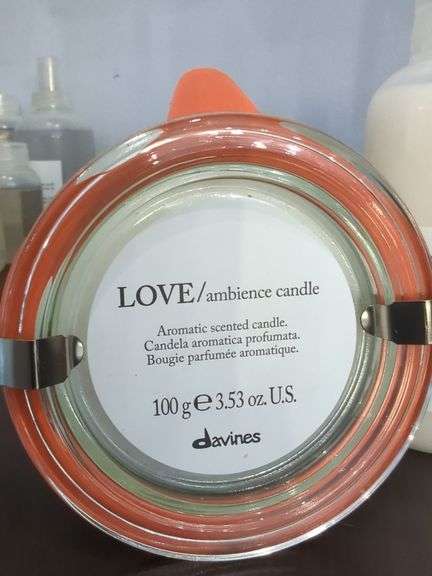 LOVE/ambience candle
Aromatic scented candle.
Candela aromatica profumata.
Bougie parfumée aromatique.
100 g e 3.53 oz. U.S.
davines